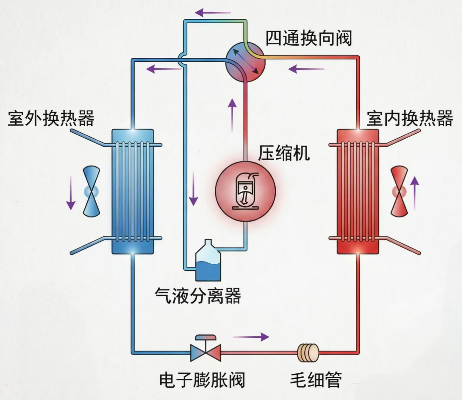 四通换向阀
室外换热器
室内换热器
压缩机
气液分离器
电子膨胀阀
毛细管